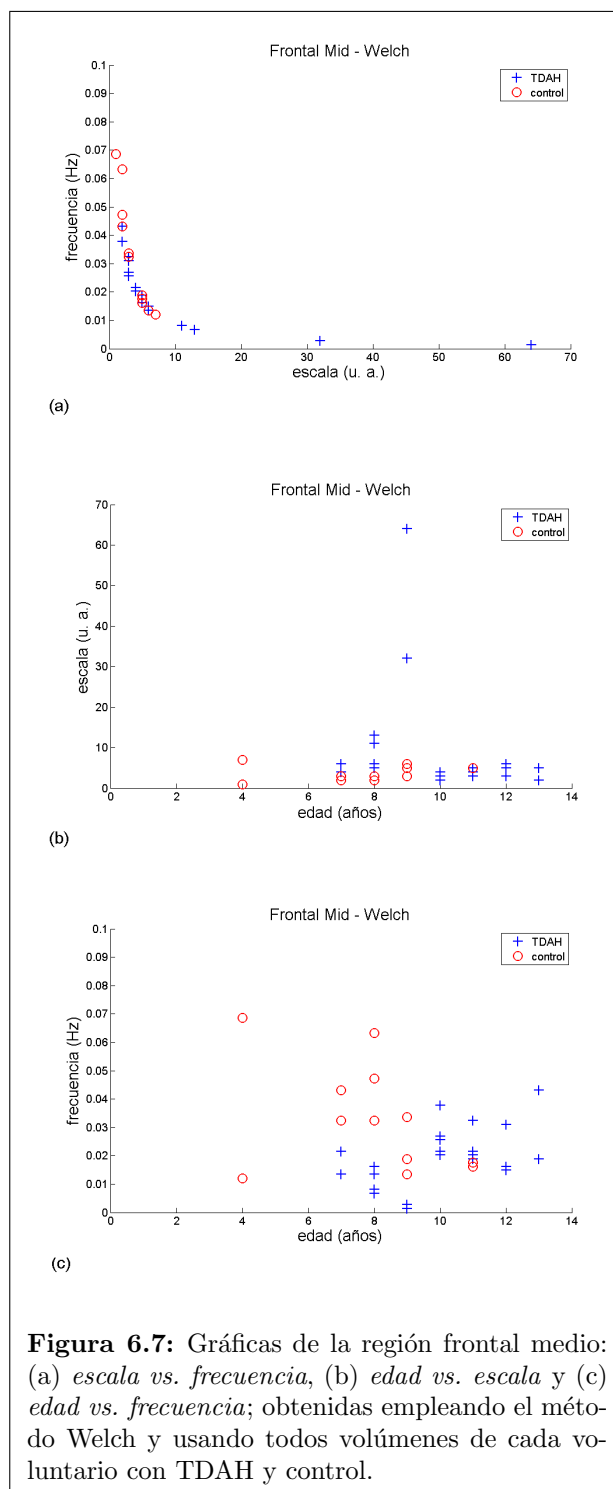 Frontal Mid - Welch
0.1
0.09
0.08
0.07
0.06
0.05
0.04
0.03
0.02
0.01
0
frecuencia (Hz)
TDAH
control
0 10 20 30 40 50 60 70
escala (u. a.)
(a)
Frontal Mid - Welch
70
60
50
40
30
20
10
0
escala (u. a.)
TDAH
control
0 2 4 6 8 10 12 14
edad (años)
(b)
Frontal Mid - Welch
0.1
0.09
0.08
0.07
0.06
0.05
0.04
0.03
0.02
0.01
0
frecuencia (Hz)
TDAH
control
0 2 4 6 8 10 12 14
edad (años)
(c)
Figura 6.7: Gráficas de la región frontal medio:
(a) escala vs. frecuencia, (b) edad vs. escala y (c)
edad vs. frecuencia; obtenidas empleando el méto-
do Welch y usando todos volúmenes de cada vo-
luntario con TDAH y control.